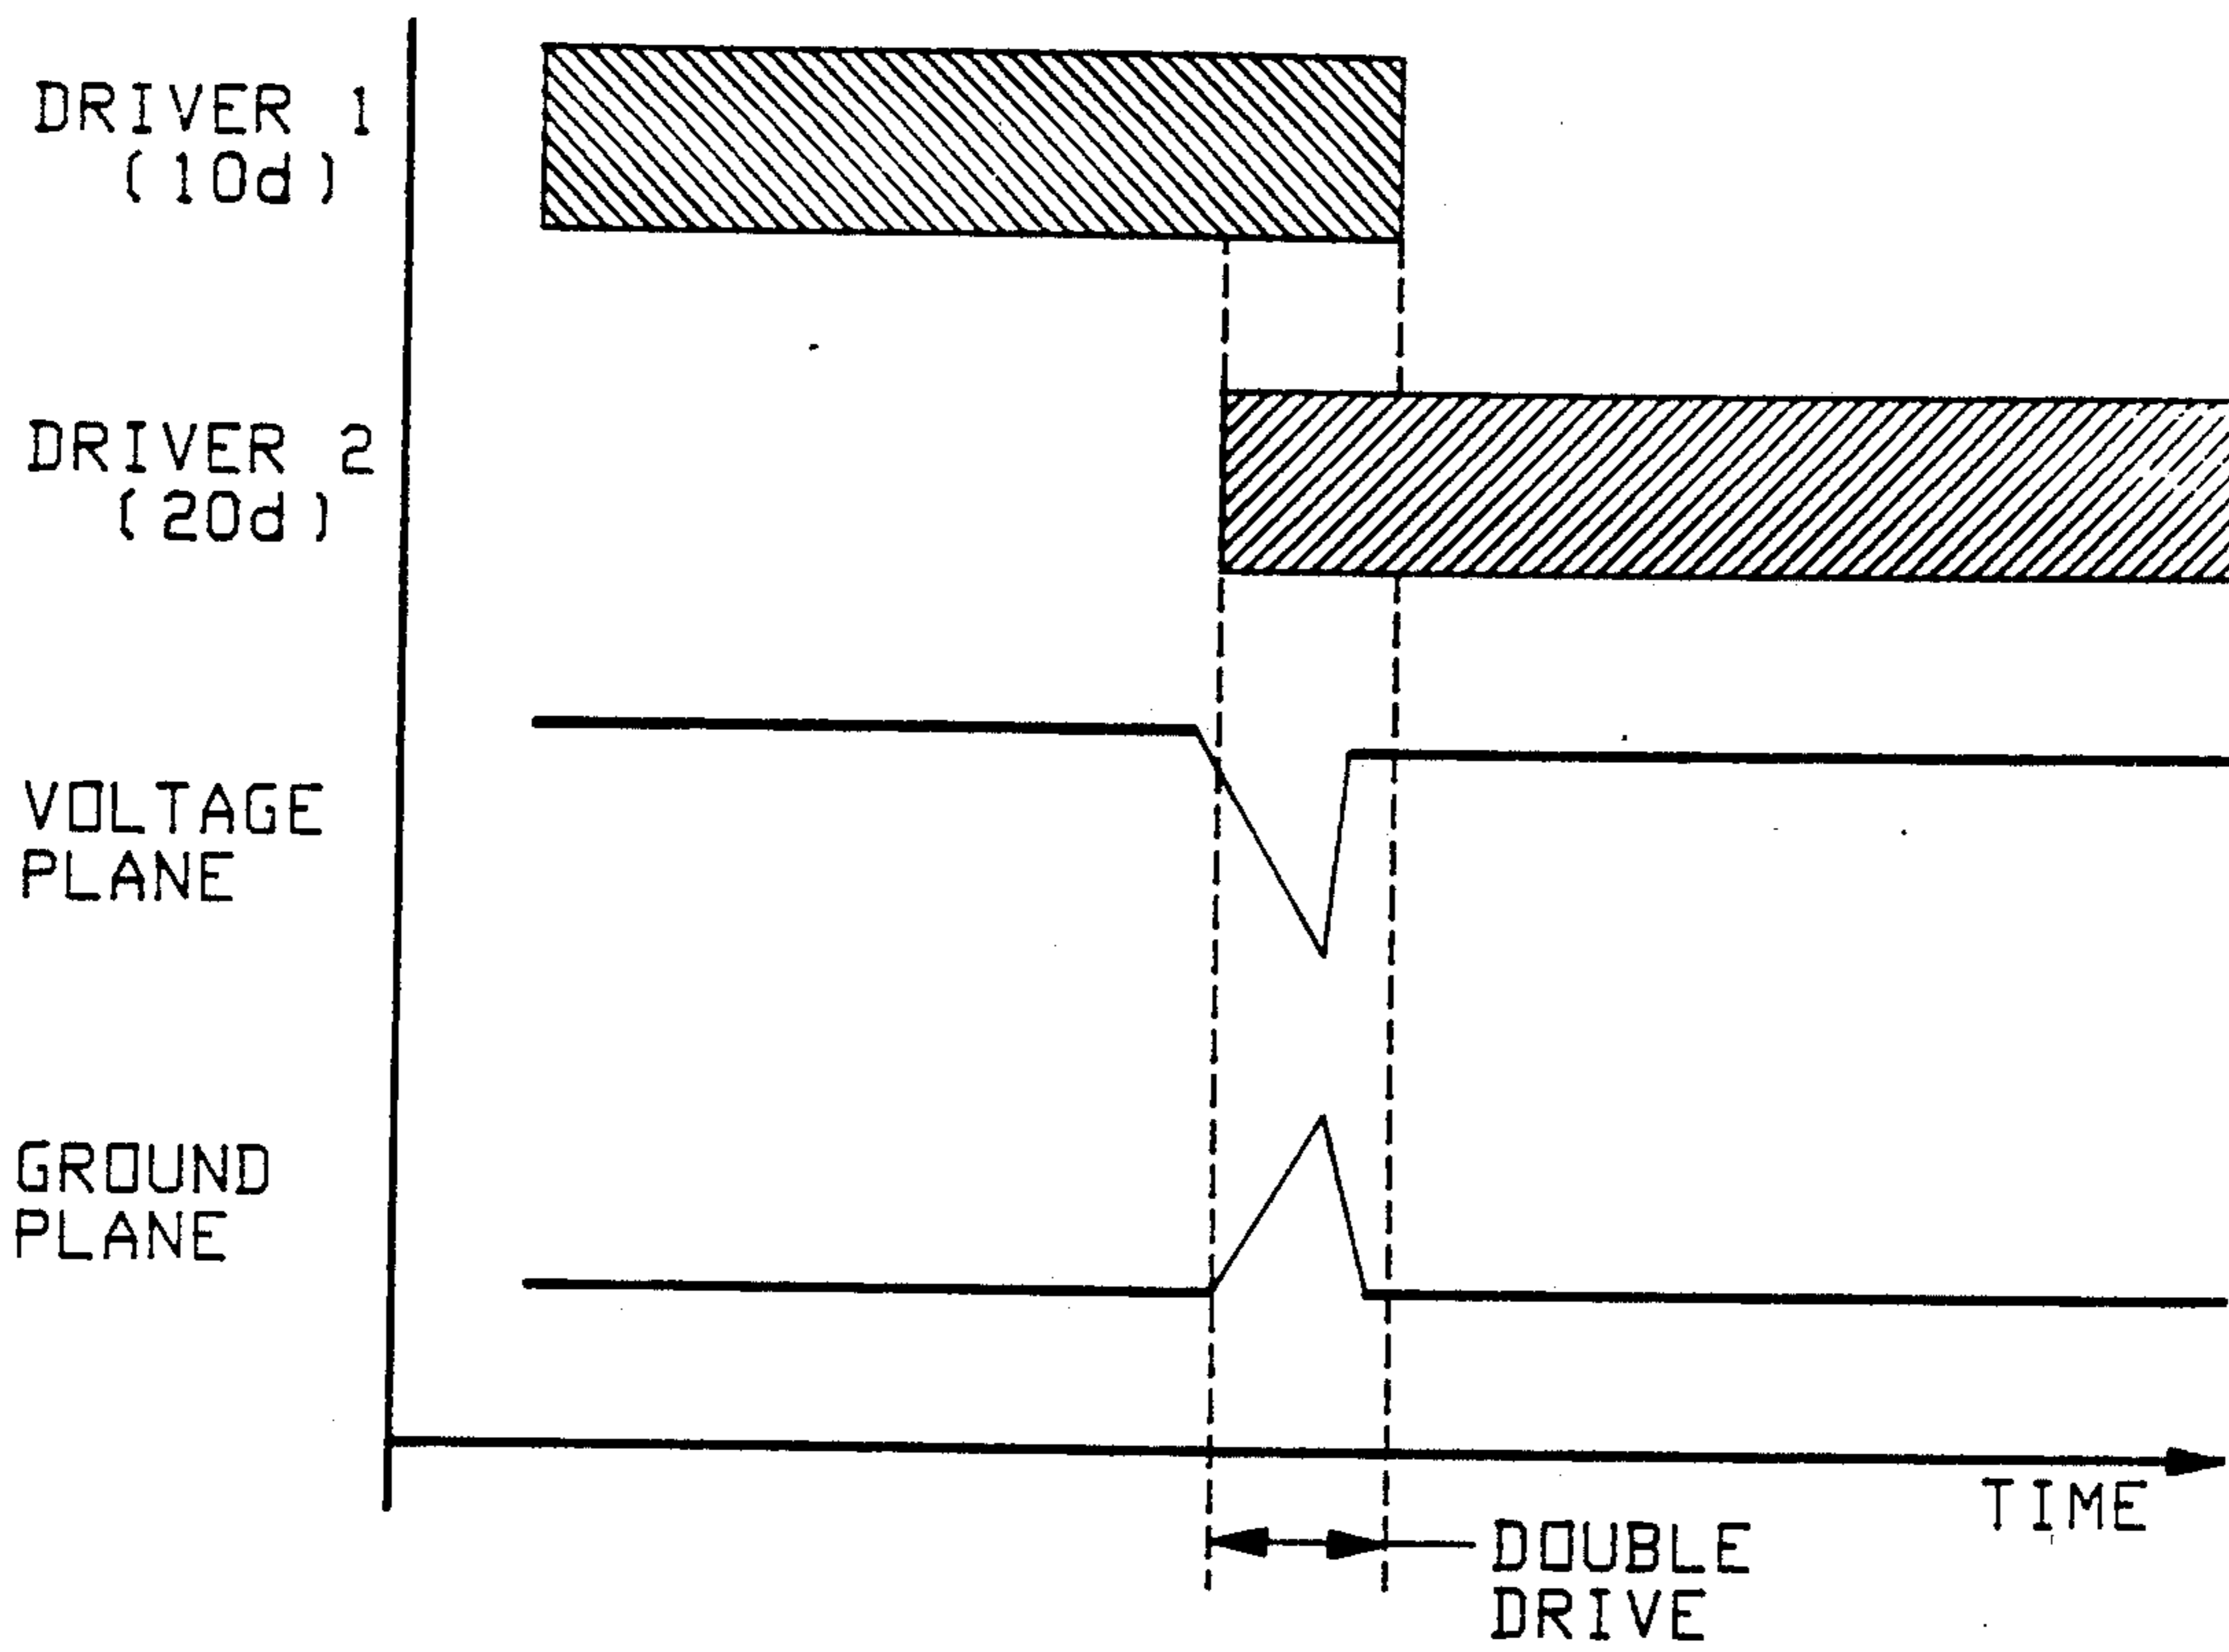 DRIVER 1
(10d)
DRIVER 2
(20d)
VOLTAGE
PLANE
GROUND
PLANE
TIME
DOUBLE
DRIVE